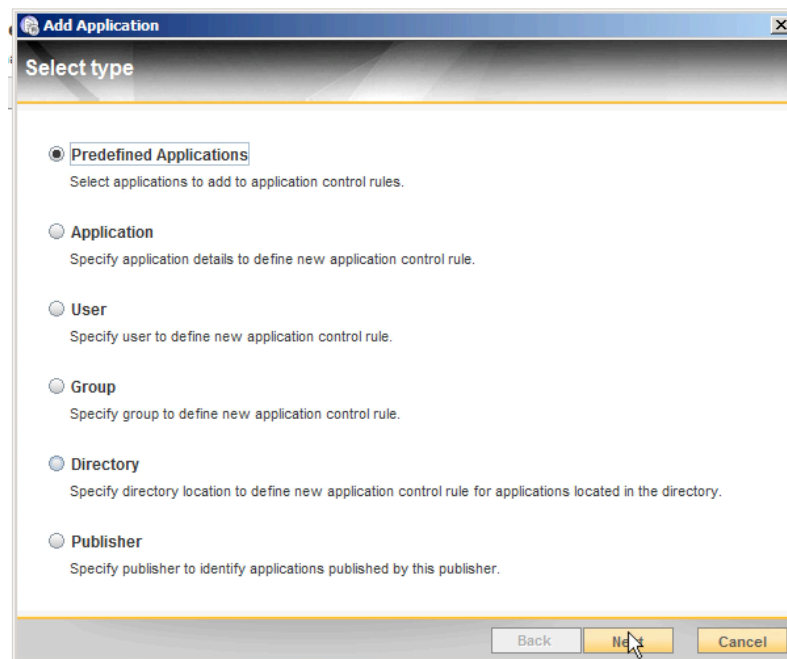 Add Application
Select type
Predefined Applications
Select applications to add to application control rules.
Application
Specify application details to define new application control rule.
User
Specify user to define new application control rule.
Group
Specify group to define new application control rule.
Directory
Specify directory location to define new application control rule for applications located in the directory.
Publisher
Specify publisher to identify applications published by this publisher.
Back Next Cancel